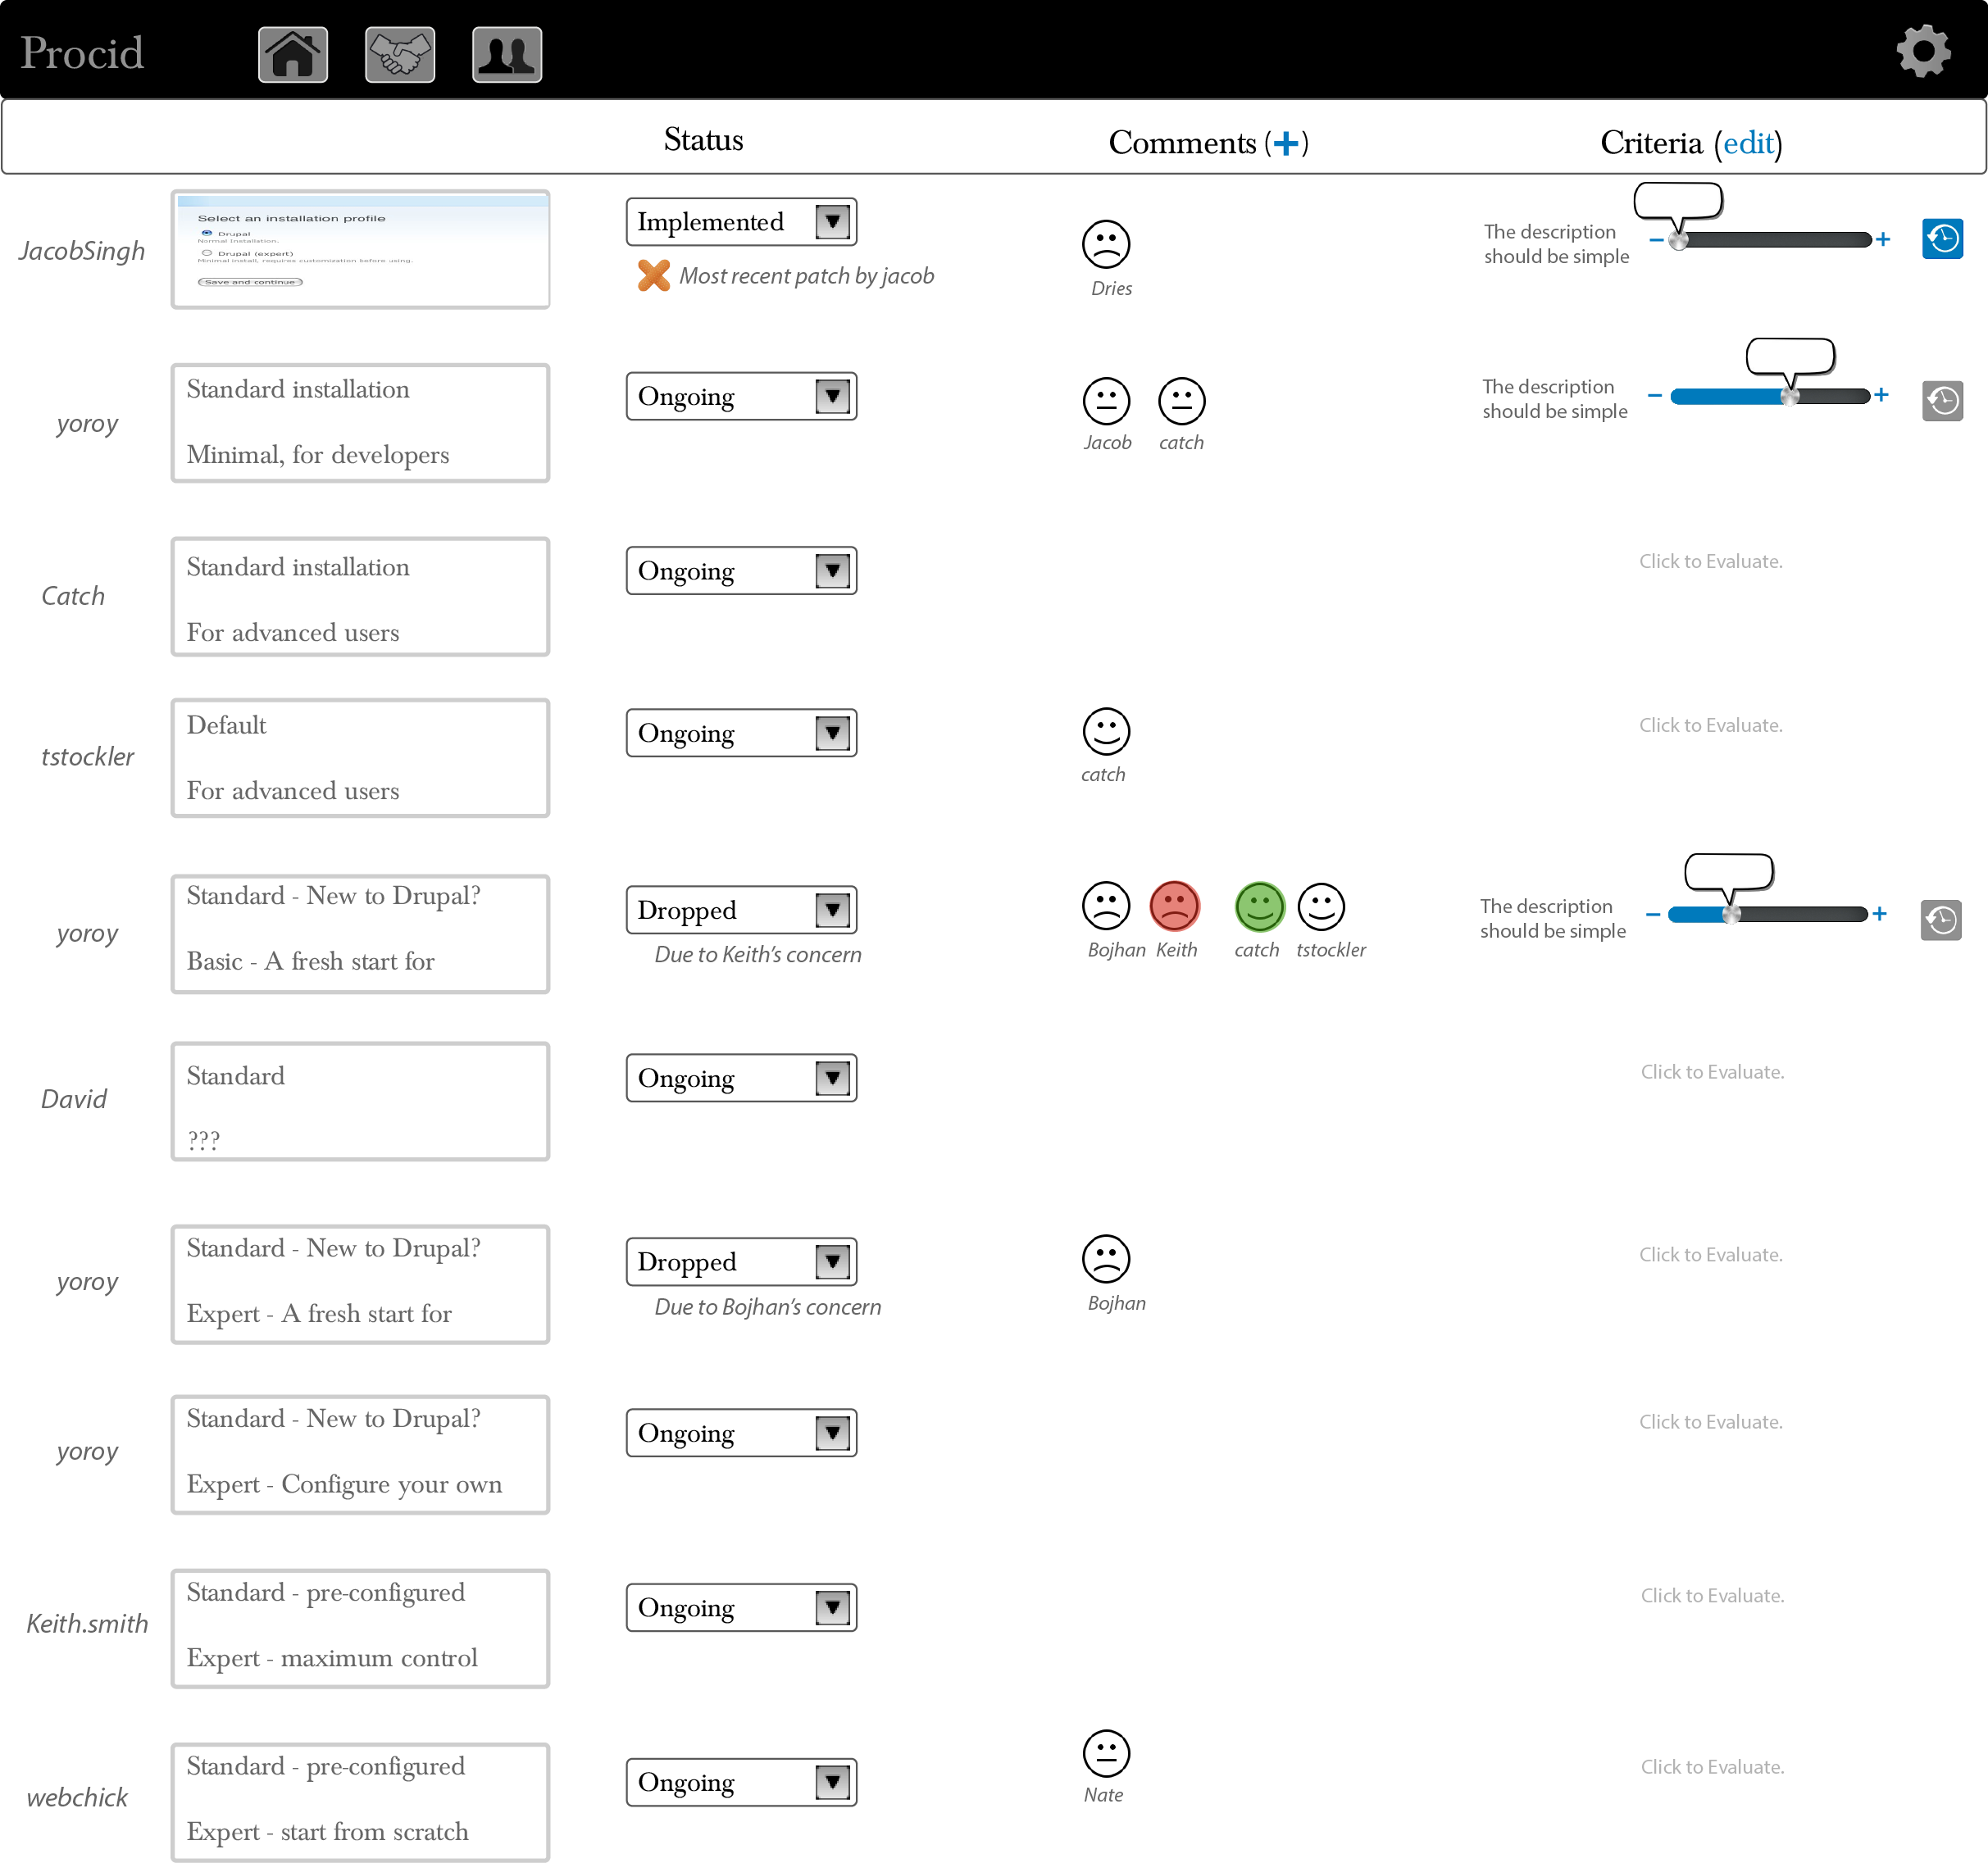 Procid
Status
Comments (+)
Criteria (edit)
JacobSingh
Select an installation profile
Drupal
Normal installation.
Drupal (expert)
Minimal install, requires customization before using.
Save and continue
Implemented
Most recent patch by jacob
Dries
The description
should be simple
yoroy
Standard installation
Minimal, for developers
Ongoing
Jacob
catch
The description
should be simple
Catch
Standard installation
For advanced users
Ongoing
Click to Evaluate.
tstockler
Default
For advanced users
Ongoing
catch
Click to Evaluate.
yoroy
Standard - New to Drupal?
Basic - A fresh start for
Dropped
Due to Keith's concern
Bojhan
Keith
catch
tstockler
The description
should be simple
David
Standard
???
Ongoing
Click to Evaluate.
yoroy
Standard - New to Drupal?
Expert - A fresh start for
Dropped
Due to Bojhan's concern
Bojhan
Click to Evaluate.
yoroy
Standard - New to Drupal?
Expert - Configure your own
Ongoing
Click to Evaluate.
Keith.smith
Standard - pre-configured
Expert - maximum control
Ongoing
Click to Evaluate.
webchick
Standard - pre-configured
Expert - start from scratch
Ongoing
Nate
Click to Evaluate.